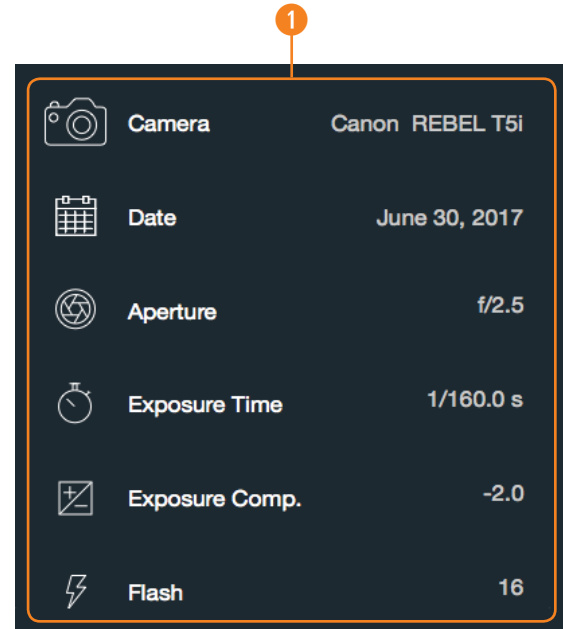 1
Camera Canon REBEL T5i
Date June 30, 2017
Aperture f/2.5
Exposure Time 1/160.0 s
Exposure Comp. -2.0
Flash 16